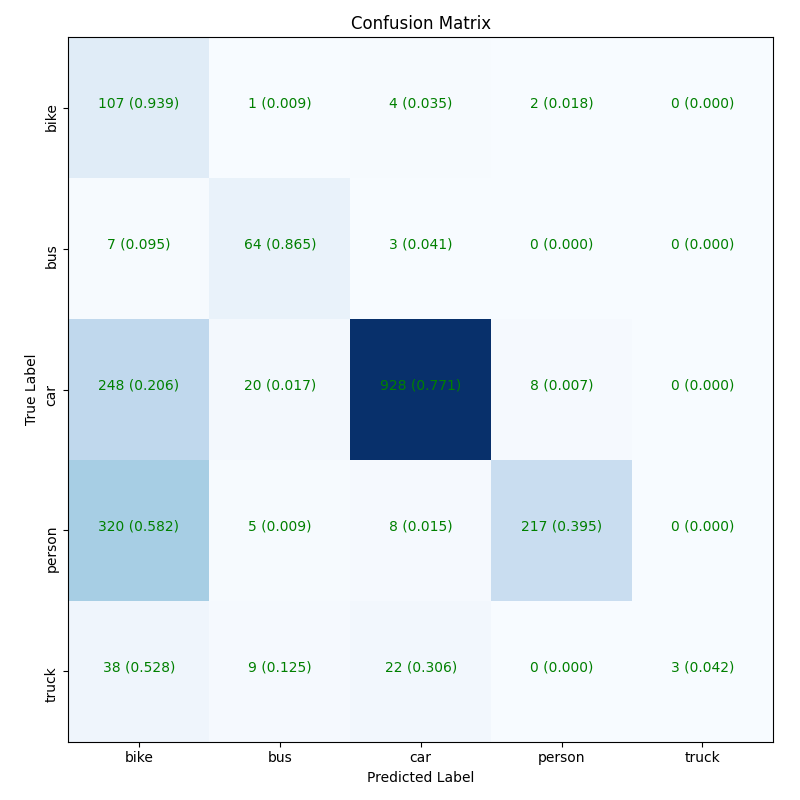 Confusion Matrix
bike 107 (0.939) 1 (0.009) 4 (0.035) 2 (0.018) 0 (0.000)
bus 7 (0.095) 64 (0.865) 3 (0.041) 0 (0.000) 0 (0.000)
True Label
car 248 (0.206) 20 (0.017) 928 (0.771) 8 (0.007) 0 (0.000)
person 320 (0.582) 5 (0.009) 8 (0.015) 217 (0.395) 0 (0.000)
truck 38 (0.528) 9 (0.125) 22 (0.306) 0 (0.000) 3 (0.042)
bike bus car person truck
Predicted Label